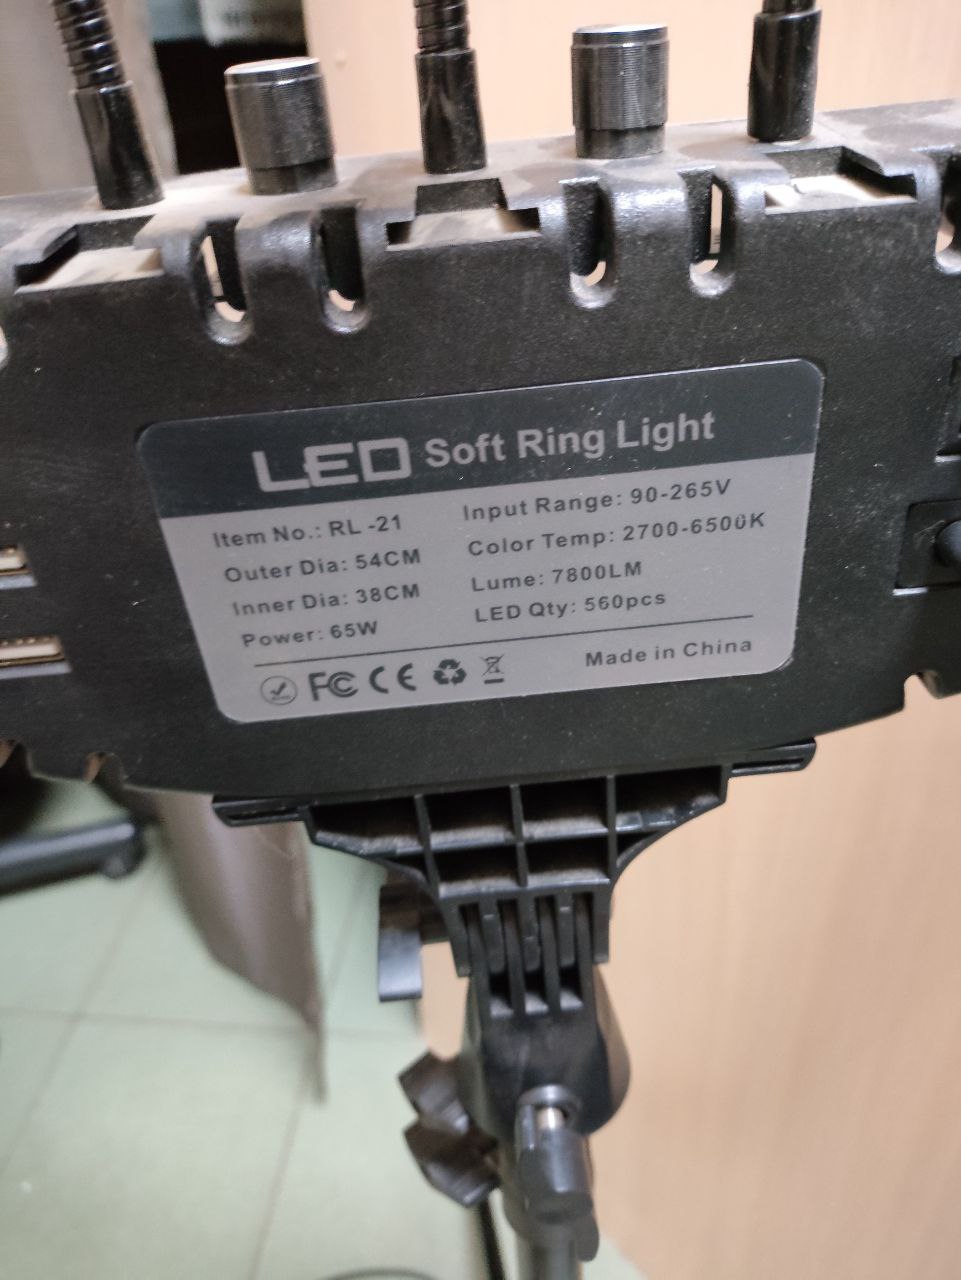 LED Soft Ring Light
Item No.: RL -21
Outer Dia: 54CM
Inner Dia: 38CM
Power: 65W
Input Range: 90-265V
Color Temp: 2700-6500K
Lume: 7800LM
LED Qty: 560pcs
FC CE
Made in China